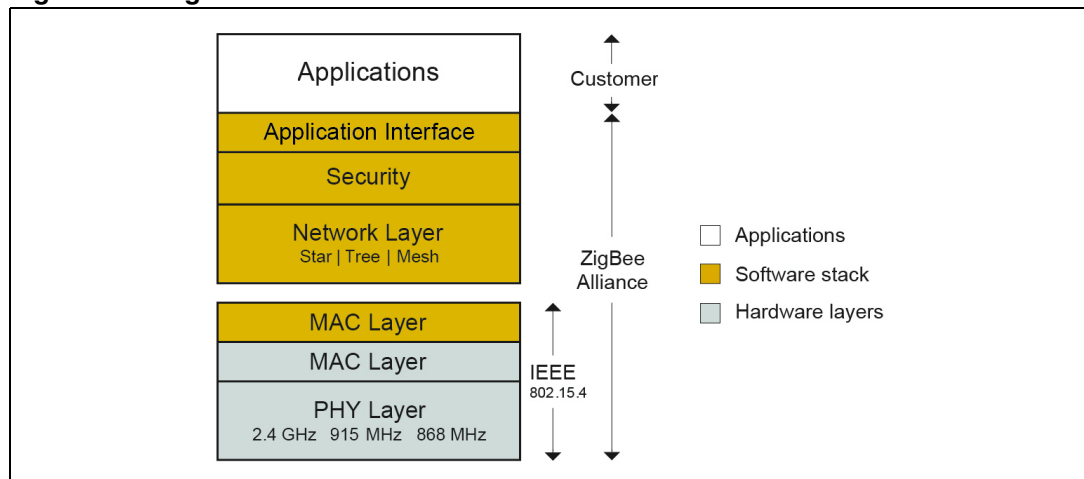 Applications
Application Interface
Security
Network Layer
Star | Tree | Mesh
MAC Layer
MAC Layer
PHY Layer
2.4 GHz 915 MHz 868 MHz
Customer
ZigBee
Alliance
IEEE
802.15.4
Applications
Software stack
Hardware layers